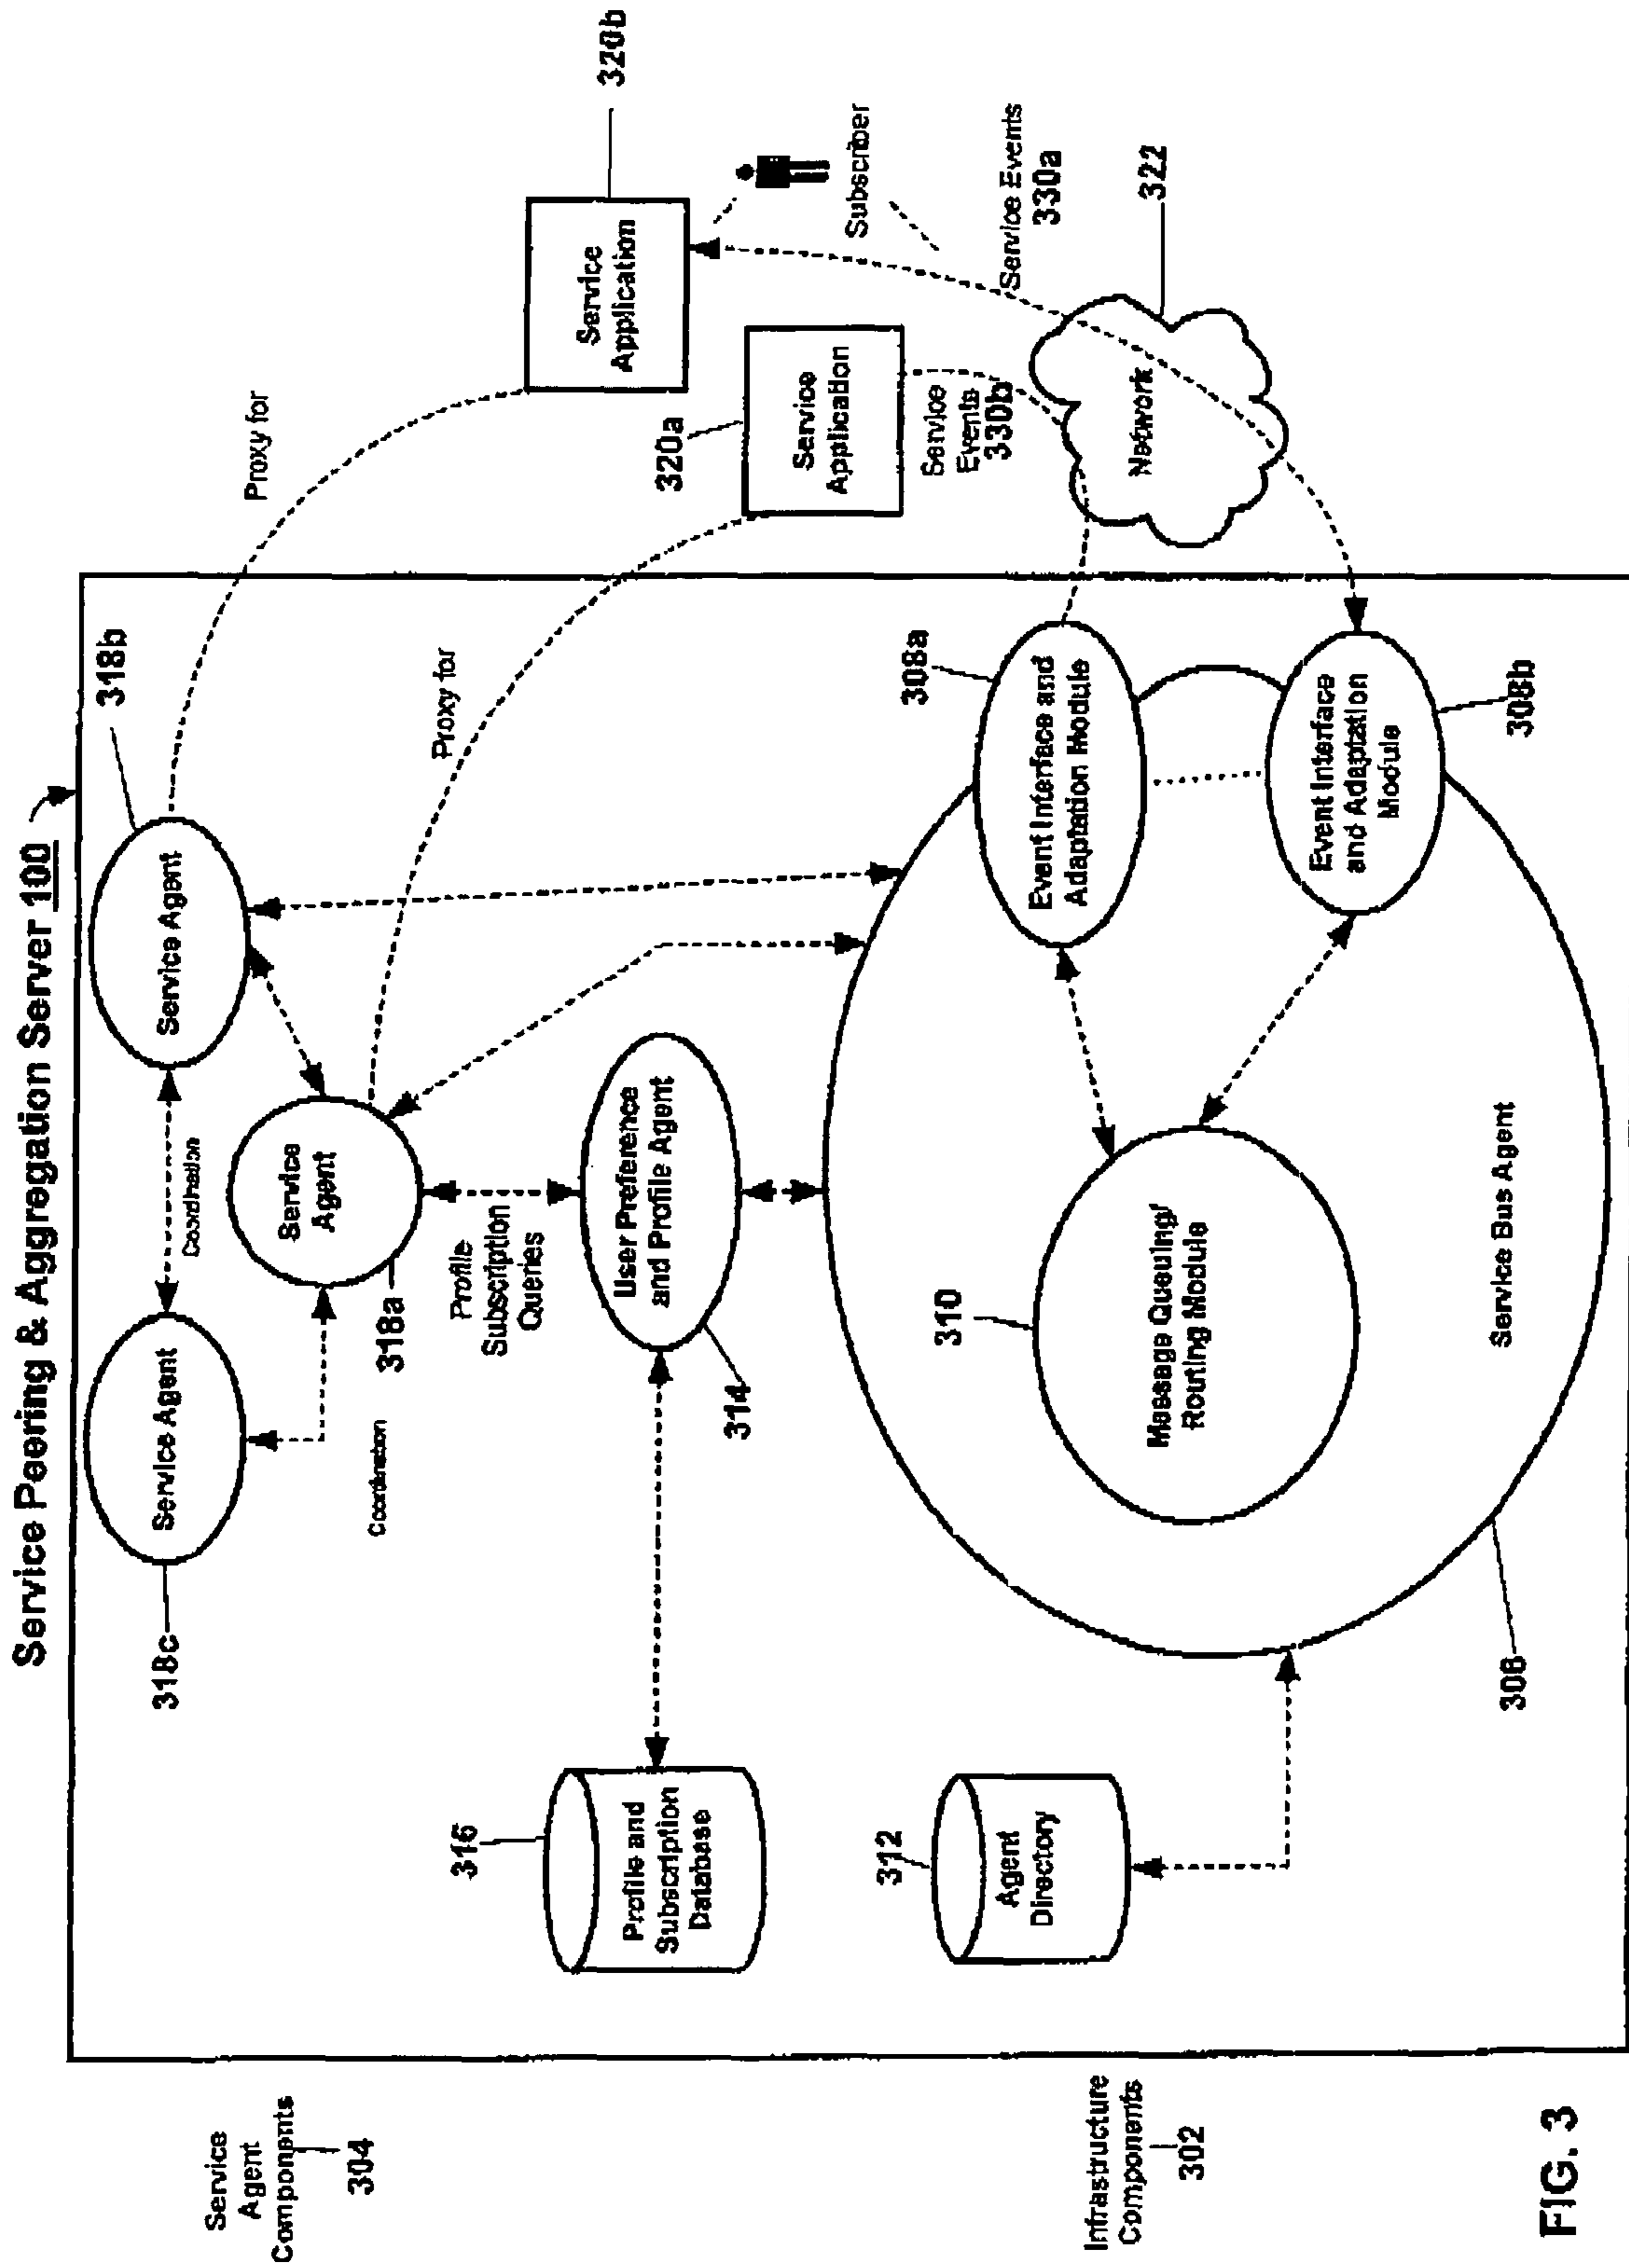 Service Peering & Aggregation Server 100
Service
Agent
Components
304
Infrastructure
Components
302
318c
Service Agent
Coordination
318b
Service Agent
Proxy for
320b
Service
Application
Service
Agent
318a
Coordination
Proxy for
320a
Service
Application
Subscriber
Service Events
330a
Service
Events
330b
322
Network
Profile
Subscription
Queries
316
Profile and
Subscription
Database
User Preference
and Profile Agent
314
312
Agent
Directory
310
Message Queuing/
Routing Module
Service Bus Agent
306
308a
Event Interface and
Adaptation Module
Event Interface
and Adaptation
Module
308b
FIG. 3